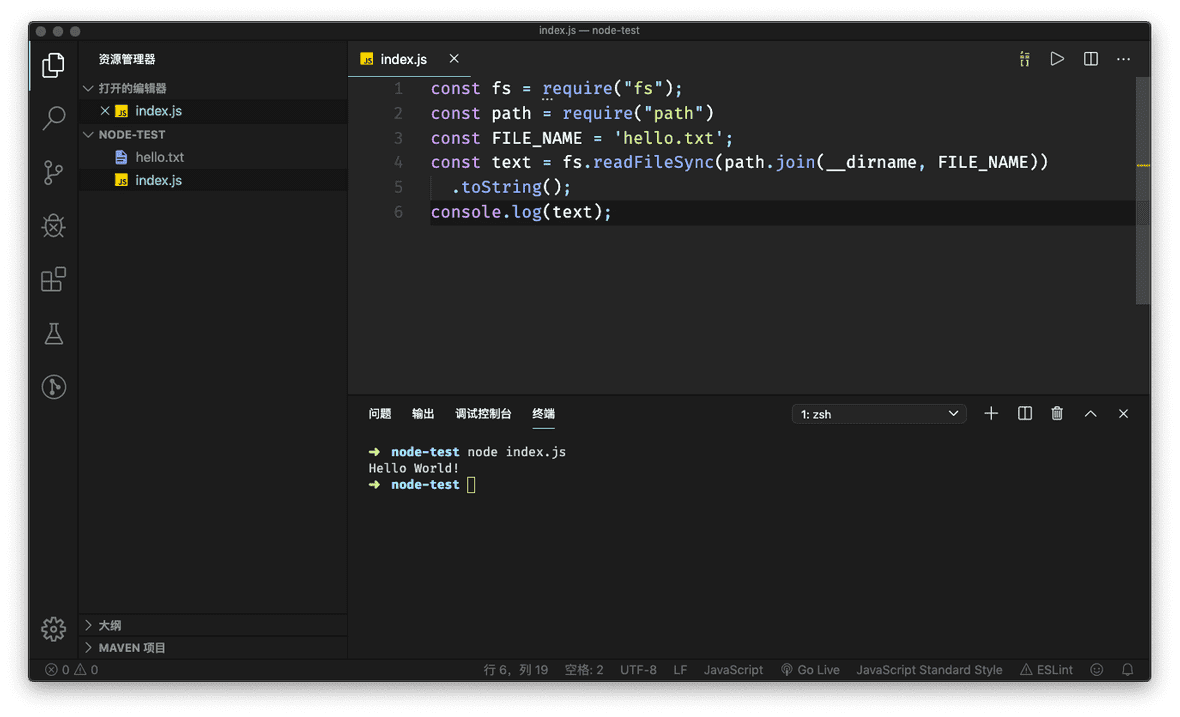 index.js — node-test
资源管理器
打开的编辑器
JS index.js
NODE-TEST
hello.txt
JS index.js
大纲
MAVEN 项目
JS index.js
1 const fs = require("fs");
2 const path = require("path")
3 const FILE_NAME = 'hello.txt';
4 const text = fs.readFileSync(path.join(__dirname, FILE_NAME))
5 .toString();
6 console.log(text);
问题 输出 调试控制台 终端 1: zsh
➜ node-test node index.js
Hello World!
➜ node-test
0 0 行 6，列 19 空格: 2 UTF-8 LF JavaScript Go Live JavaScript Standard Style ESLint